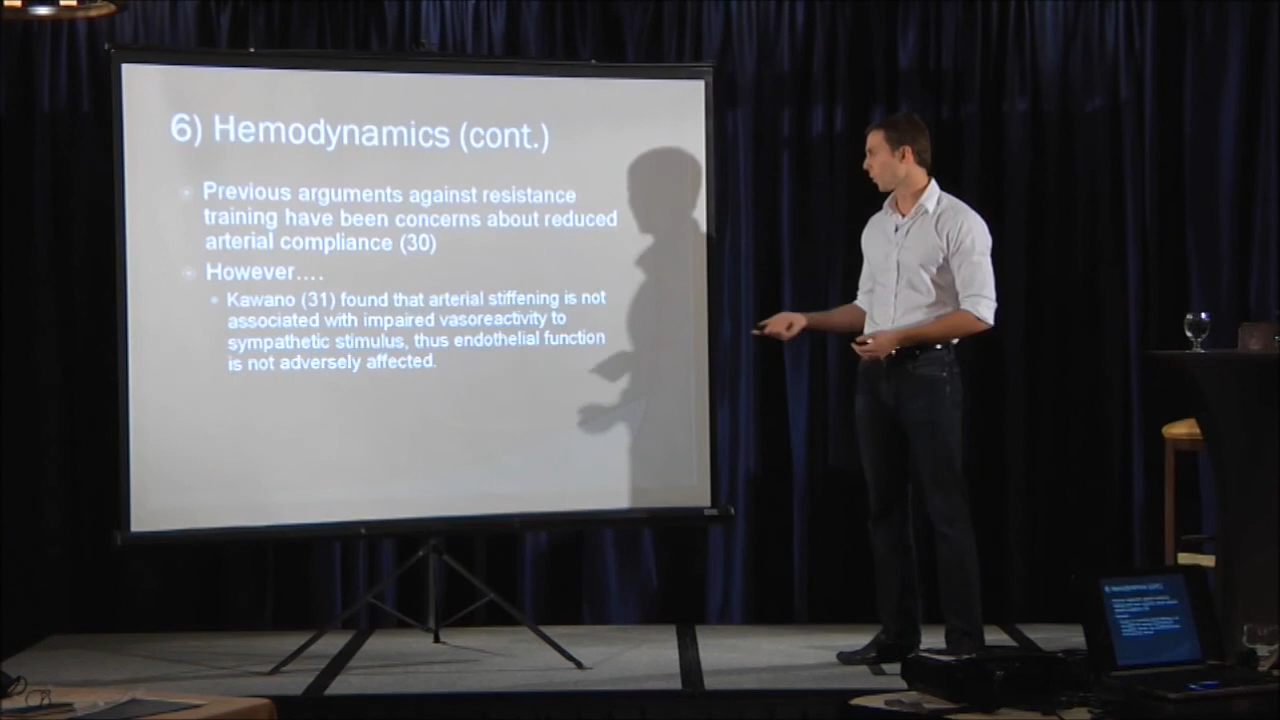 6) Hemodynamics (cont.)
Previous arguments against resistance
training have been concerns about reduced
arterial compliance (30)
However....
Kawano (31) found that arterial stiffening is not
associated with impaired vasoreactivity to
sympathetic stimulus, thus endothelial function
is not adversely affected.